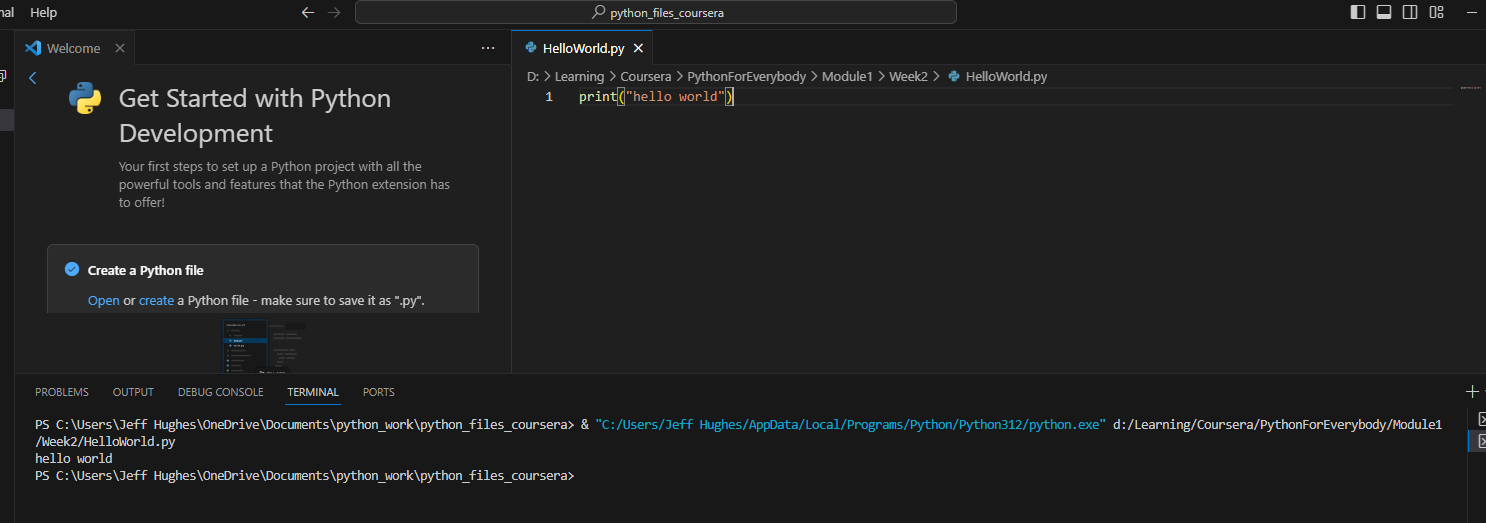 nal Help
python_files_coursera
Welcome
Get Started with Python
Development
Your first steps to set up a Python project with all the
powerful tools and features that the Python extension has
to offer!
Create a Python file
Open or create a Python file - make sure to save it as ".py".
HelloWorld.py
D: > Learning > Coursera > PythonForEverybody > Module1 > Week2 > HelloWorld.py
1 print("hello world")
PROBLEMS OUTPUT DEBUG CONSOLE TERMINAL PORTS
PS C:\Users\Jeff Hughes\OneDrive\Documents\python_work\python_files_coursera> & "C:/Users/Jeff Hughes/AppData/Local/Programs/Python/Python312/python.exe" d:/Learning/Coursera/PythonForEverybody/Module1
/Week2/HelloWorld.py
hello world
PS C:\Users\Jeff Hughes\OneDrive\Documents\python_work\python_files_coursera>